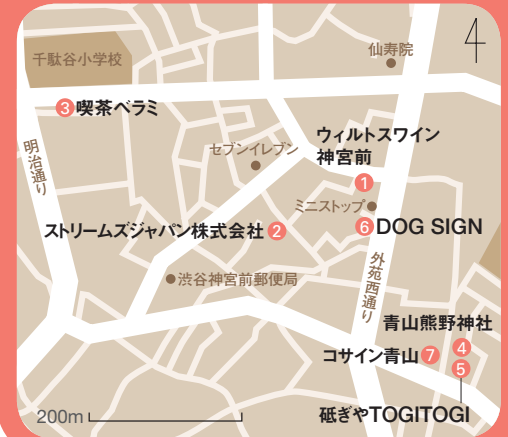 千駄谷小学校
仙寿院
③喫茶ベラミ
明治通り
セブンイレブン
ウィルトスワイン
神宮前
①
ミニストップ
⑥DOG SIGN
ストリームズジャパン株式会社②
外苑西通り
渋谷神宮前郵便局
青山熊野神社
④
コサイン青山⑦
⑤
砥ぎやTOGITOGI
200m